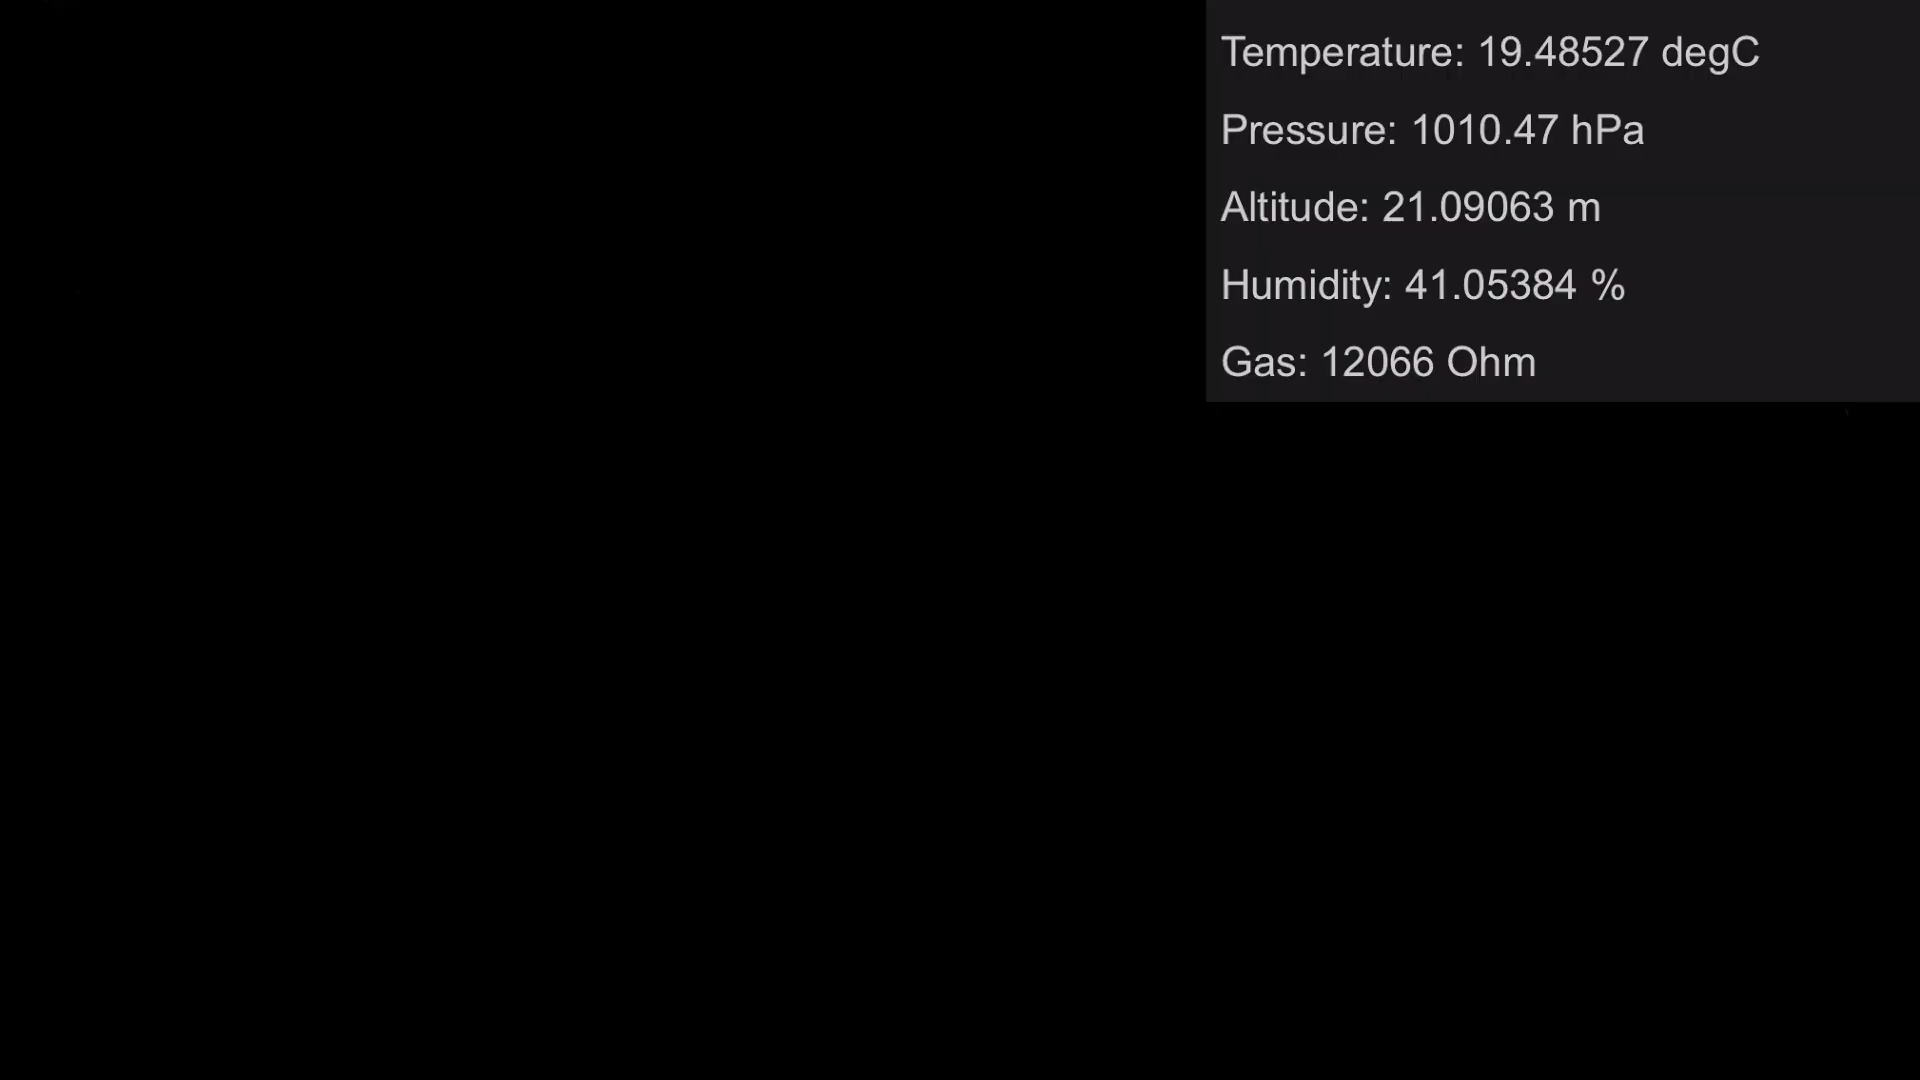 Temperature: 19.48527 degC
Pressure: 1010.47 hPa
Altitude: 21.09063 m
Humidity: 41.05384 %
Gas: 12066 Ohm